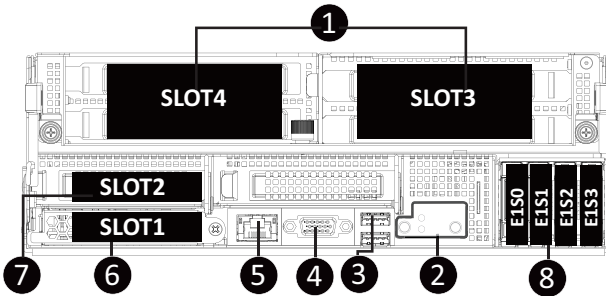 1
SLOT4 SLOT3
SLOT2
SLOT1
E1S0 E1S1 E1S2 E1S3
7 6 5 4 3 2 8